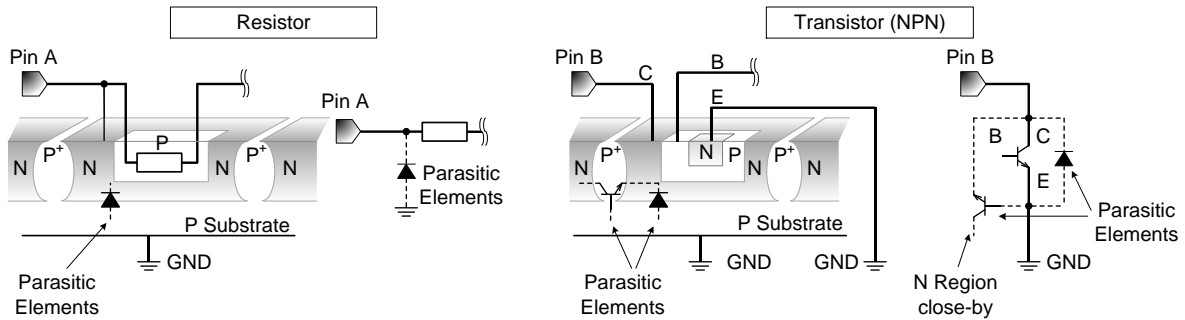 Resistor
Transistor (NPN)
Pin A
Pin A
N
P+
N
P
N
P+
N
Parasitic
Elements
P Substrate
GND
Parasitic
Elements
Pin B
C
B
E
N
P+
N
N
P
N
P+
N
P Substrate
GND
GND
Parasitic
Elements
Pin B
B
C
E
Parasitic
Elements
GND
N Region
close-by